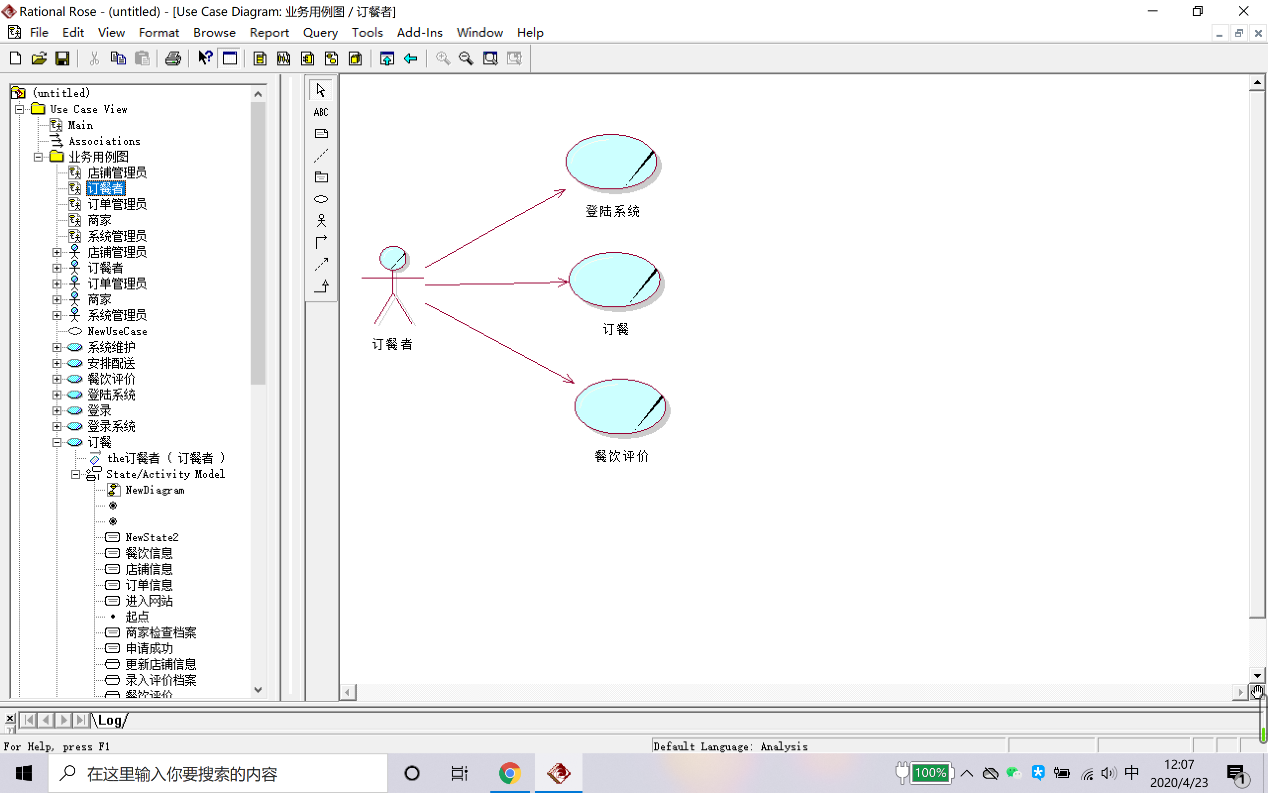 Rational Rose - (untitled) - [Use Case Diagram: 业务用例图 / 订餐者]
File Edit View Format Browse Report Query Tools Add-Ins Window Help
(untitled)
Use Case View
Main
Associations
业务用例图
店铺管理员
订餐者
订单管理员
商家
系统管理员
店铺管理员
订餐者
订单管理员
商家
系统管理员
NewUseCase
系统维护
安排配送
餐饮评价
登陆系统
登录
登录系统
订餐
the订餐者 ( 订餐者 )
State/Activity Model
NewDiagram
NewState2
餐饮信息
店铺信息
订单信息
进入网站
起点
商家检查档案
申请成功
更新店铺信息
录入评价档案
餐饮评价
ABC
登陆系统
订餐
订餐者
餐饮评价
Log
For Help, press F1
Default Language: Analysis
在这里输入你要搜索的内容
100%
中
12:07
2020/4/23
1